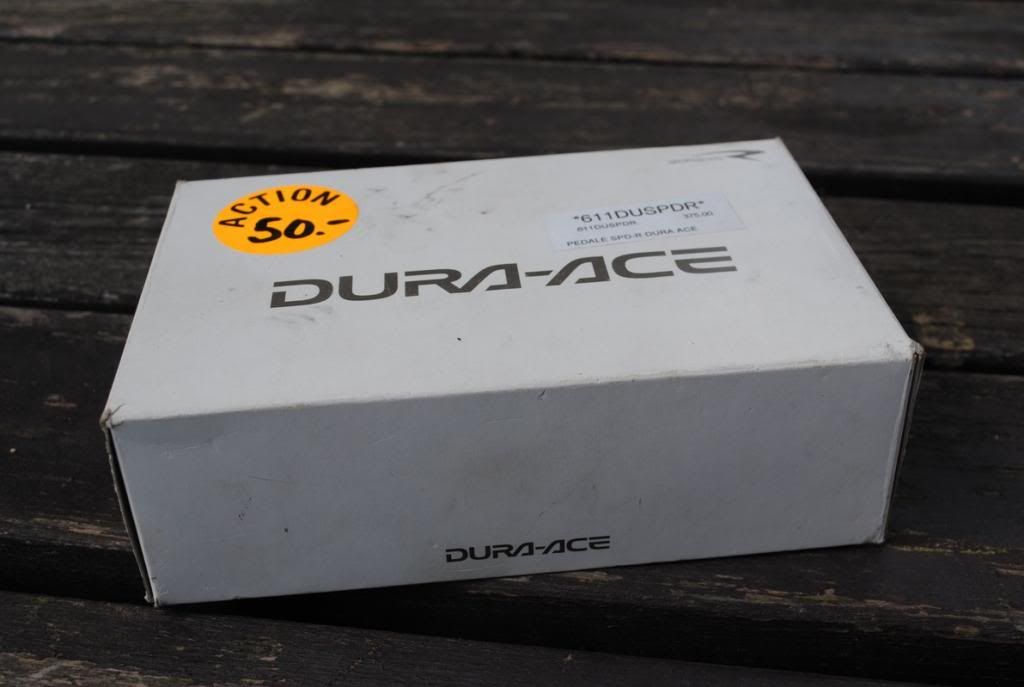 ACTION
50.-
*611DUSPDR*
611DUSPDR 375.00
PEDALE SPD-R DURA ACE
DURA-ACE
DURA-ACE